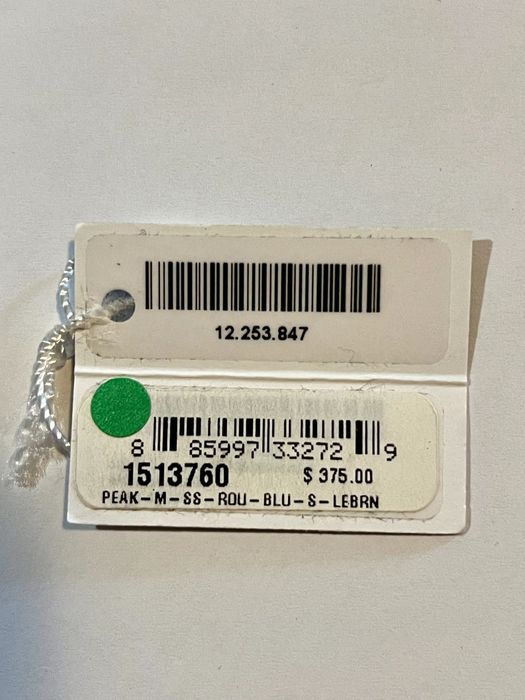 12.253.847
8 85997 33272 9
1513760 $ 375.00
PEAK-M-SS-ROU-BLU-S-LEBRN